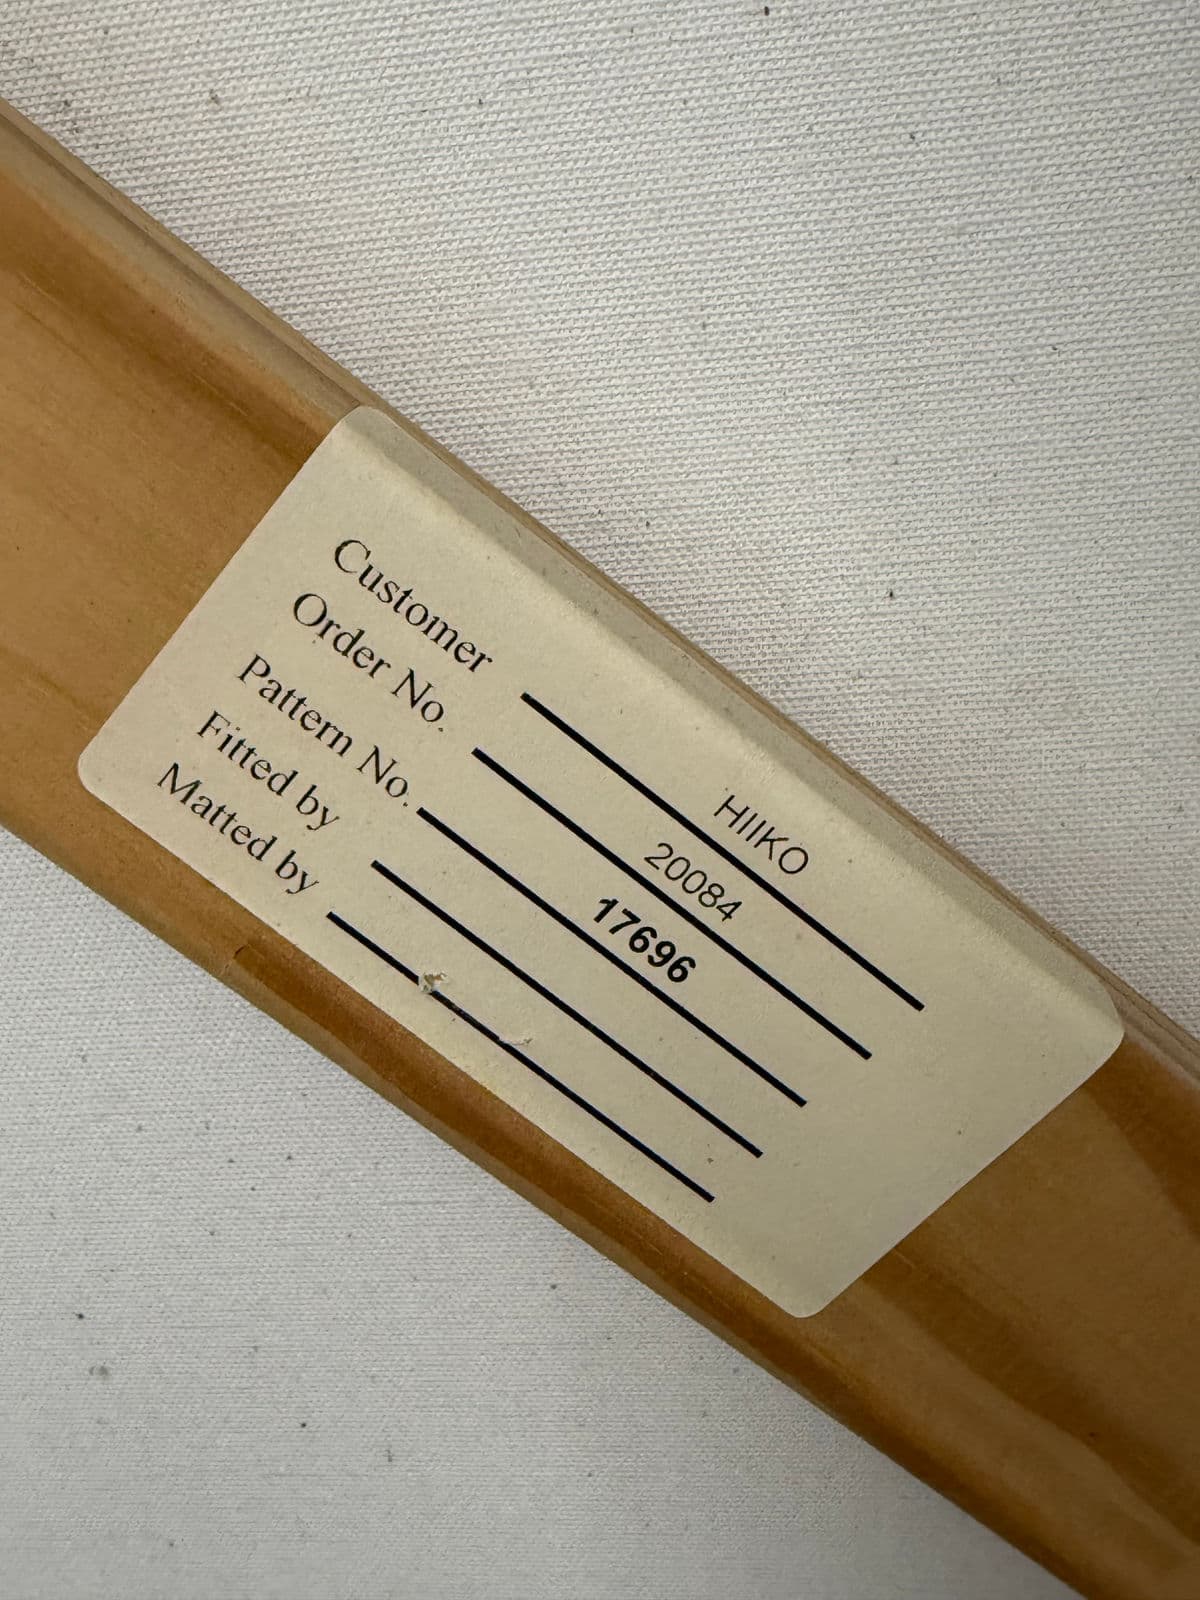 Customer HIIKO
Order No. 20084
Pattern No. 17696
Fitted by
Matted by